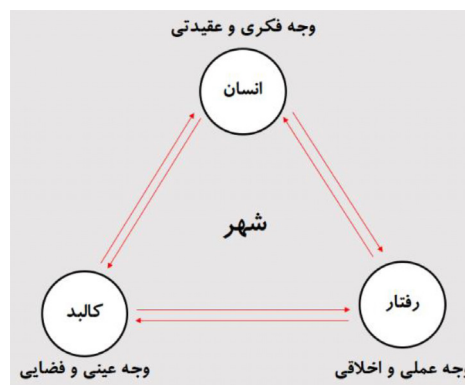 وجه فکری و عقیدتی
انسان
شهر
رفتار
کالبد
وجه عملی و اخلاقی
وجه عینی و فضایی